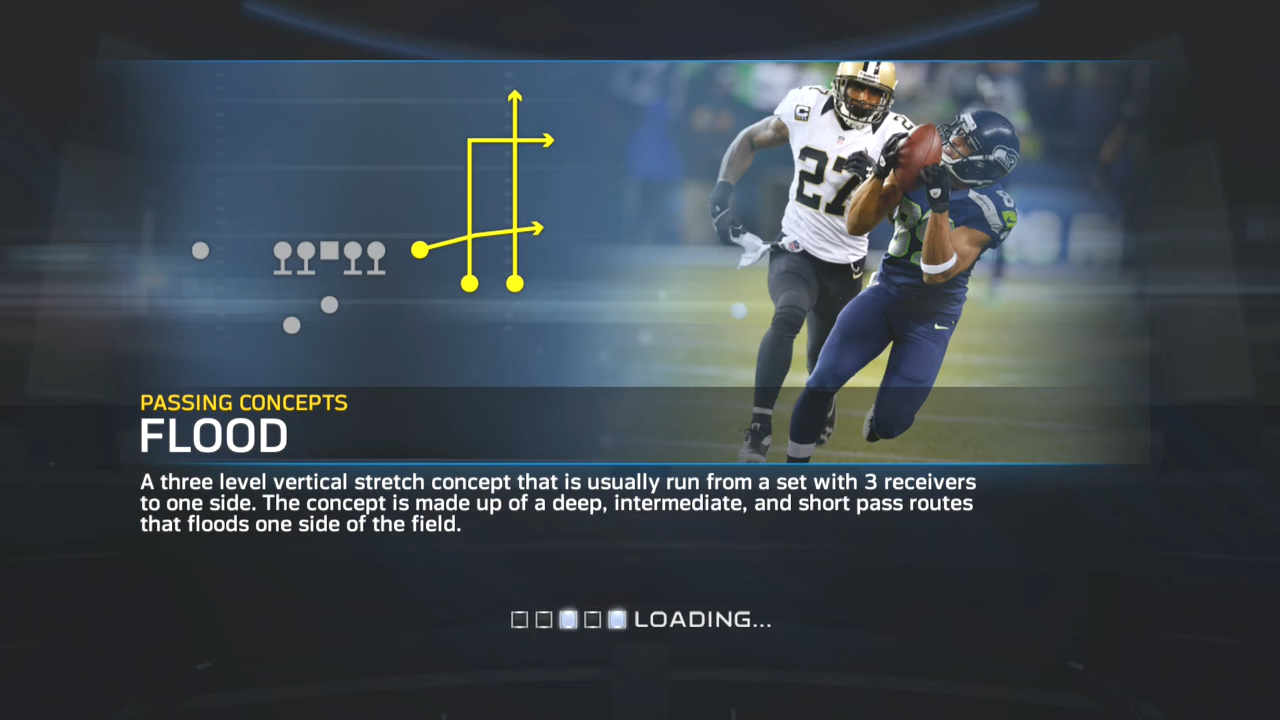 27
PASSING CONCEPTS
FLOOD
A three level vertical stretch concept that is usually run from a set with 3 receivers
to one side. The concept is made up of a deep, intermediate, and short pass routes
that floods one side of the field.
LOADING...